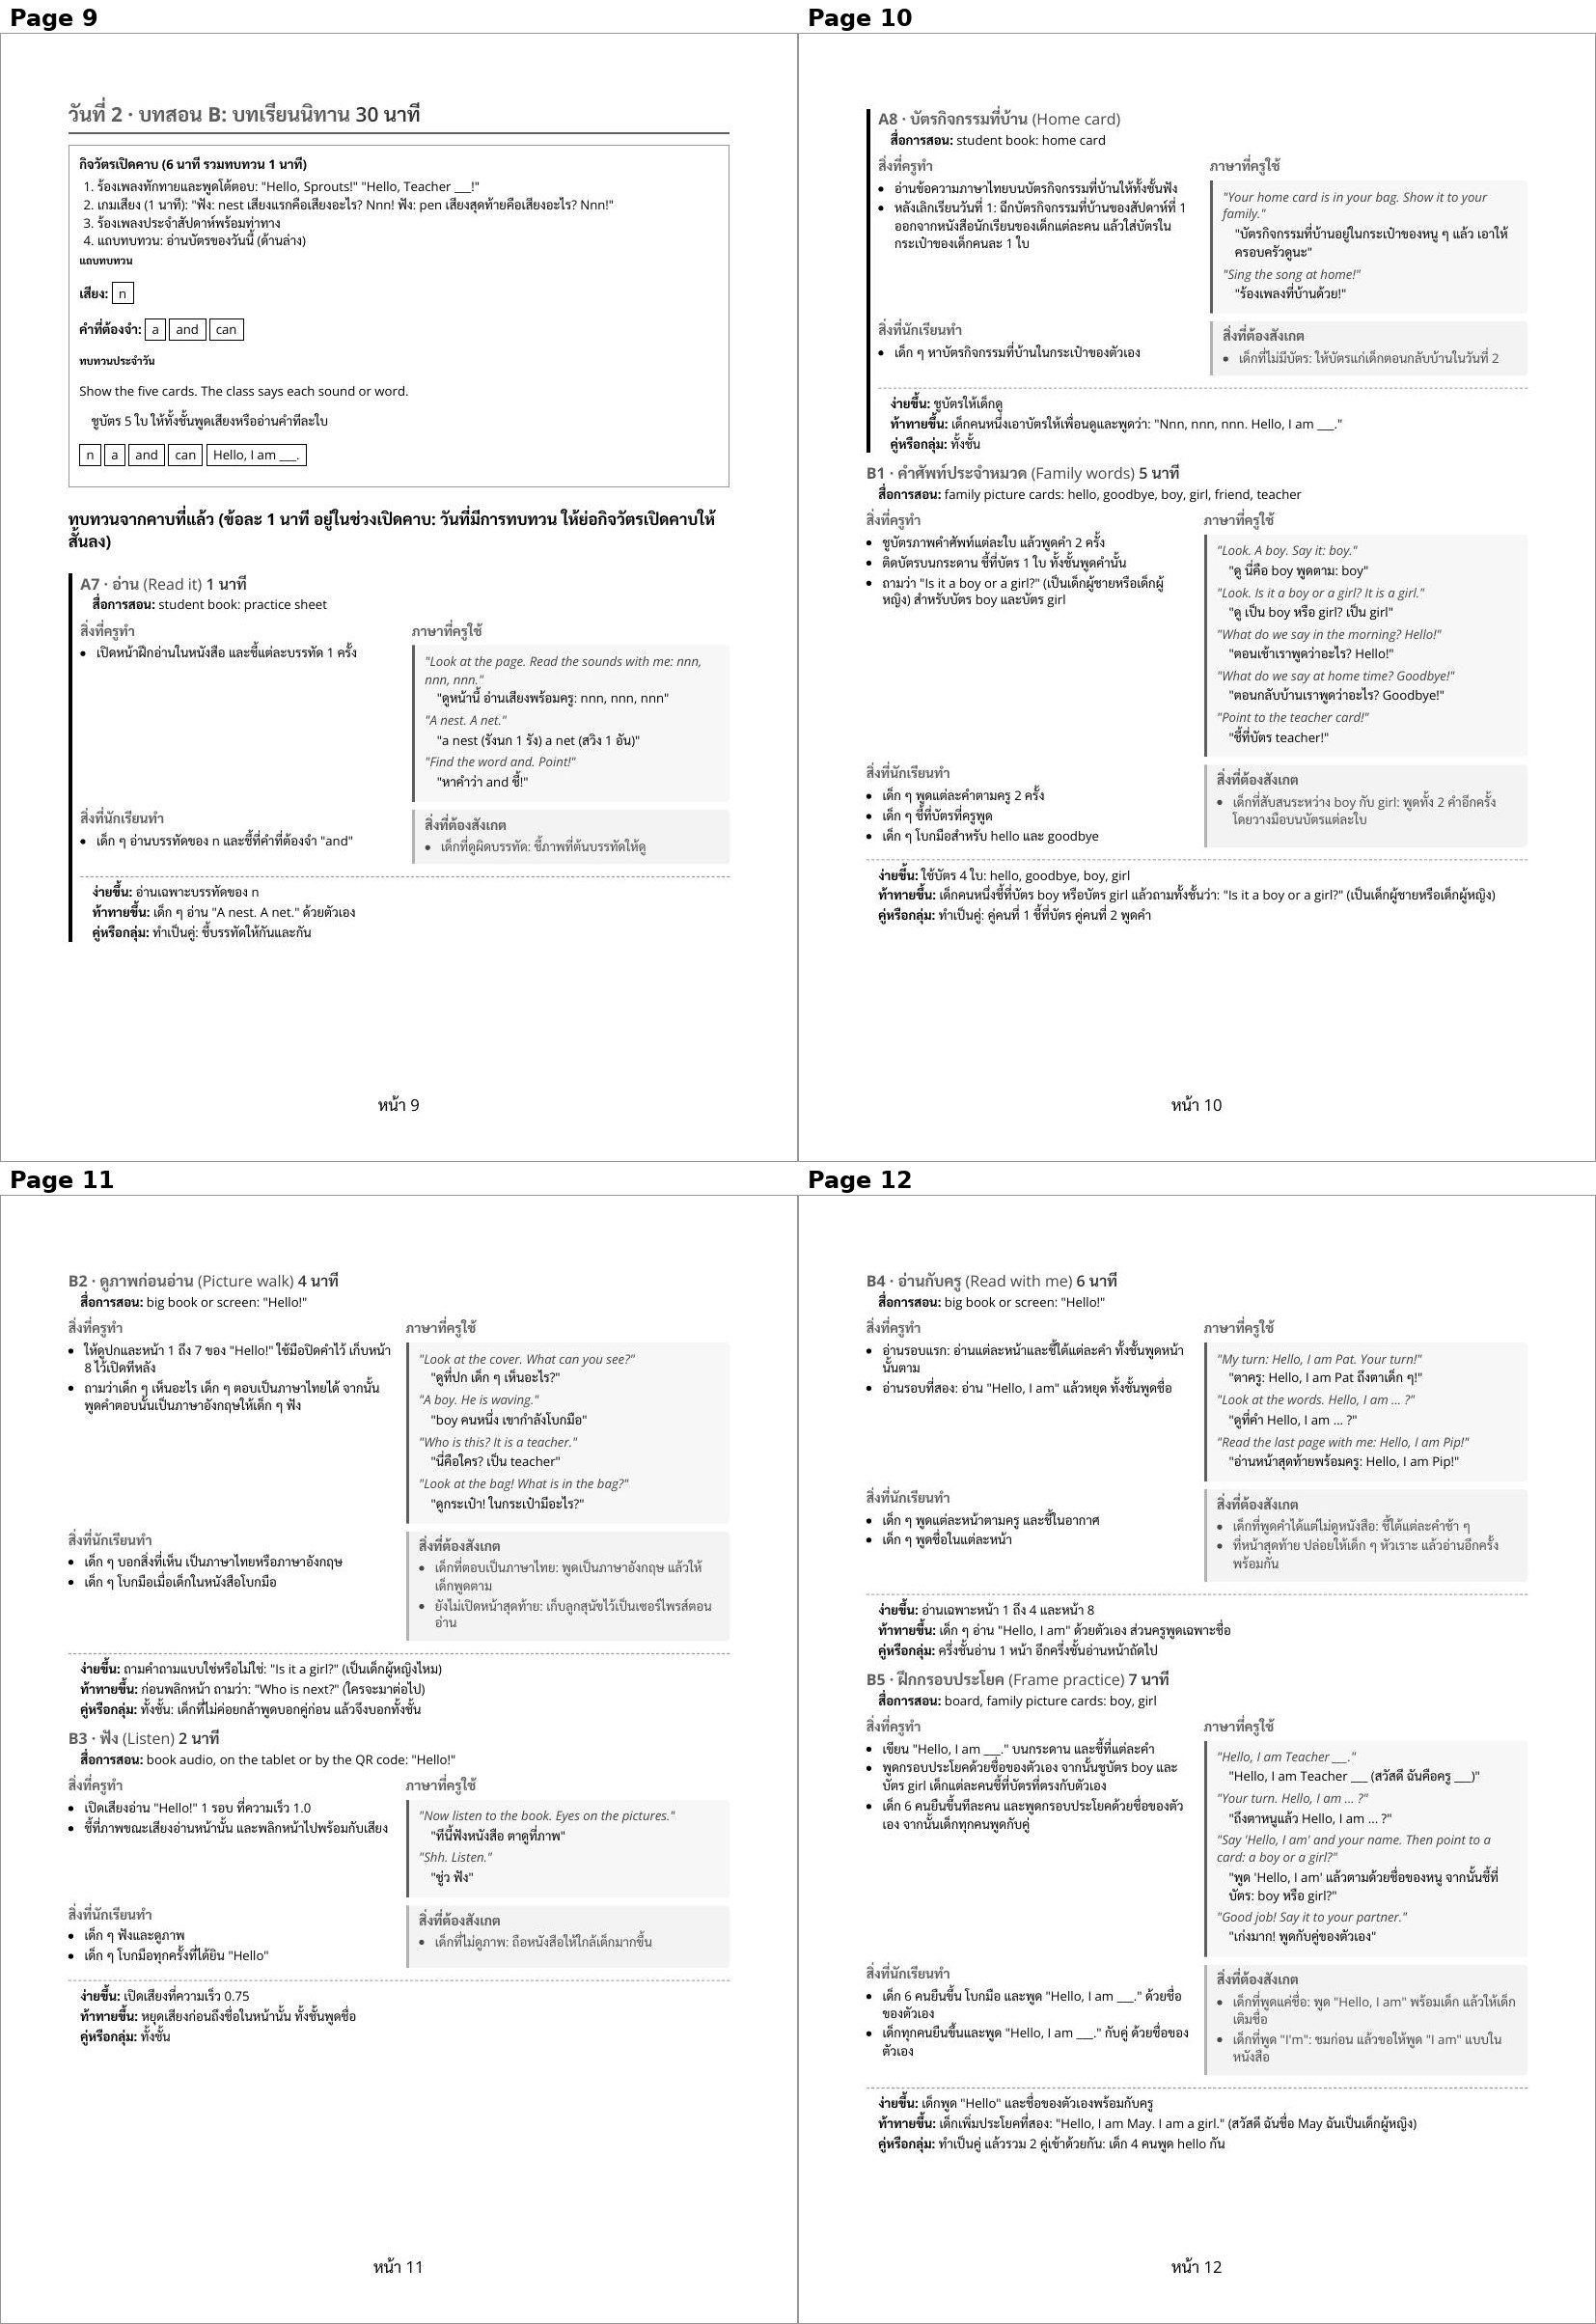 Page 9
วันที่ 2 · บทสอน B: บทเรียนนิทาน 30 นาที
กิจวัตรเปิดคาบ (6 นาที รวมทบทวน 1 นาที)
1. ร้องเพลงทักทายและพูดโต้ตอบ: "Hello, Sprouts!" "Hello, Teacher ___!"
2. เกมเสียง (1 นาที): "ฟัง: nest เสียงแรกคือเสียงอะไร? Nnn! ฟัง: pen เสียงสุดท้ายคือเสียงอะไร? Nnn!"
3. ร้องเพลงประจำสัปดาห์พร้อมท่าทาง
4. แถบทบทวน: อ่านบัตรของวันนี้ (ด้านล่าง)
แถบทบทวน
เสียง: n
คำที่ต้องจำ: a and can
ทบทวนประจำวัน
Show the five cards. The class says each sound or word.
ชูบัตร 5 ใบ ให้ทั้งชั้นพูดเสียงหรืออ่านคำทีละใบ
n a and can Hello, I am ___.
ทบทวนจากคาบที่แล้ว (ข้อละ 1 นาที อยู่ในช่วงเปิดคาบ: วันที่มีการทบทวน ให้ย่อกิจวัตรเปิดคาบให้
สั้นลง)
A7 · อ่าน (Read it) 1 นาที
สื่อการสอน: student book: practice sheet
สิ่งที่ครูทำ
เปิดหน้าฝึกอ่านในหนังสือ และชี้แต่ละบรรทัด 1 ครั้ง
ภาษาที่ครูใช้
"Look at the page. Read the sounds with me: nnn,
nnn, nnn."
"ดูหน้านี้ อ่านเสียงพร้อมครู: nnn, nnn, nnn"
"A nest. A net."
"a nest (รังนก 1 รัง) a net (สวิง 1 อัน)"
"Find the word and. Point!"
"หาคำว่า and ชี้!"
สิ่งที่นักเรียนทำ
เด็ก ๆ อ่านบรรทัดของ n และชี้ที่คำที่ต้องจำ "and"
สิ่งที่ต้องสังเกต
เด็กที่ดูผิดบรรทัด: ชี้ภาพที่ต้นบรรทัดให้ดู
ง่ายขึ้น: อ่านเฉพาะบรรทัดของ n
ท้าทายขึ้น: เด็ก ๆ อ่าน "A nest. A net." ด้วยตัวเอง
คู่หรือกลุ่ม: ทำเป็นคู่: ชี้บรรทัดให้กันและกัน
หน้า 9
Page 10
A8 · บัตรกิจกรรมที่บ้าน (Home card)
สื่อการสอน: student book: home card
สิ่งที่ครูทำ
อ่านข้อความภาษาไทยบนบัตรกิจกรรมที่บ้านให้ทั้งชั้นฟัง
หลังเลิกเรียนวันที่ 1: ฉีกบัตรกิจกรรมที่บ้านของสัปดาห์ที่ 1
ออกจากหนังสือนักเรียนของเด็กแต่ละคน แล้วใส่บัตรใน
กระเป๋าของเด็กคนละ 1 ใบ
ภาษาที่ครูใช้
"Your home card is in your bag. Show it to your
family."
"บัตรกิจกรรมที่บ้านอยู่ในกระเป๋าของหนู ๆ แล้ว เอาให้
ครอบครัวดูนะ"
"Sing the song at home!"
"ร้องเพลงที่บ้านด้วย!"
สิ่งที่นักเรียนทำ
เด็ก ๆ หาบัตรกิจกรรมที่บ้านในกระเป๋าของตัวเอง
สิ่งที่ต้องสังเกต
เด็กที่ไม่มีบัตร: ให้บัตรแก่เด็กตอนกลับบ้านในวันที่ 2
ง่ายขึ้น: ชูบัตรให้เด็กดู
ท้าทายขึ้น: เด็กคนหนึ่งเอาบัตรให้เพื่อนดูและพูดว่า: "Nnn, nnn, nnn. Hello, I am ___."
คู่หรือกลุ่ม: ทั้งชั้น
B1 · คำศัพท์ประจำหมวด (Family words) 5 นาที
สื่อการสอน: family picture cards: hello, goodbye, boy, girl, friend, teacher
สิ่งที่ครูทำ
ชูบัตรภาพคำศัพท์แต่ละใบ แล้วพูดคำ 2 ครั้ง
ติดบัตรบนกระดาน ชี้ที่บัตร 1 ใบ ทั้งชั้นพูดคำนั้น
ถามว่า "Is it a boy or a girl?" (เป็นเด็กผู้ชายหรือเด็กผู้
หญิง) สำหรับบัตร boy และบัตร girl
ภาษาที่ครูใช้
"Look. A boy. Say it: boy."
"ดู นี่คือ boy พูดตาม: boy"
"Look. Is it a boy or a girl? It is a girl."
"ดู เป็น boy หรือ girl? เป็น girl"
"What do we say in the morning? Hello!"
"ตอนเช้าเราพูดว่าอะไร? Hello!"
"What do we say at home time? Goodbye!"
"ตอนกลับบ้านเราพูดว่าอะไร? Goodbye!"
"Point to the teacher card!"
"ชี้ที่บัตร teacher!"
สิ่งที่นักเรียนทำ
เด็ก ๆ พูดแต่ละคำตามครู 2 ครั้ง
เด็ก ๆ ชี้ที่บัตรที่ครูพูด
เด็ก ๆ โบกมือสำหรับ hello และ goodbye
สิ่งที่ต้องสังเกต
เด็กที่สับสนระหว่าง boy กับ girl: พูดทั้ง 2 คำอีกครั้ง
โดยวางมือบนบัตรแต่ละใบ
ง่ายขึ้น: ใช้บัตร 4 ใบ: hello, goodbye, boy, girl
ท้าทายขึ้น: เด็กคนหนึ่งชี้ที่บัตร boy หรือบัตร girl แล้วถามทั้งชั้นว่า: "Is it a boy or a girl?" (เป็นเด็กผู้ชายหรือเด็กผู้หญิง)
คู่หรือกลุ่ม: ทำเป็นคู่: คู่คนที่ 1 ชี้ที่บัตร คู่คนที่ 2 พูดคำ
หน้า 10
Page 11
B2 · ดูภาพก่อนอ่าน (Picture walk) 4 นาที
สื่อการสอน: big book or screen: "Hello!"
สิ่งที่ครูทำ
ให้ดูปกและหน้า 1 ถึง 7 ของ "Hello!" ใช้มือปิดคำไว้ เก็บหน้า
8 ไว้เปิดทีหลัง
ถามว่าเด็ก ๆ เห็นอะไร เด็ก ๆ ตอบเป็นภาษาไทยได้ จากนั้น
พูดคำตอบนั้นเป็นภาษาอังกฤษให้เด็ก ๆ ฟัง
ภาษาที่ครูใช้
"Look at the cover. What can you see?"
"ดูที่ปก เด็ก ๆ เห็นอะไร?"
"A boy. He is waving."
"boy คนหนึ่ง เขากำลังโบกมือ"
"Who is this? It is a teacher."
"นี่คือใคร? เป็น teacher"
"Look at the bag! What is in the bag?"
"ดูกระเป๋า! ในกระเป๋ามีอะไร?"
สิ่งที่นักเรียนทำ
เด็ก ๆ บอกสิ่งที่เห็น เป็นภาษาไทยหรือภาษาอังกฤษ
เด็ก ๆ โบกมือเมื่อเด็กในหนังสือโบกมือ
สิ่งที่ต้องสังเกต
เด็กที่ตอบเป็นภาษาไทย: พูดเป็นภาษาอังกฤษ แล้วให้
เด็กพูดตาม
ยังไม่เปิดหน้าสุดท้าย: เก็บลูกสุนัขไว้เป็นเซอร์ไพรส์ตอน
อ่าน
ง่ายขึ้น: ถามคำถามแบบใช่หรือไม่ใช่: "Is it a girl?" (เป็นเด็กผู้หญิงไหม)
ท้าทายขึ้น: ก่อนพลิกหน้า ถามว่า: "Who is next?" (ใครจะมาต่อไป)
คู่หรือกลุ่ม: ทั้งชั้น: เด็กที่ไม่ค่อยกล้าพูดบอกคู่ก่อน แล้วจึงบอกทั้งชั้น
B3 · ฟัง (Listen) 2 นาที
สื่อการสอน: book audio, on the tablet or by the QR code: "Hello!"
สิ่งที่ครูทำ
เปิดเสียงอ่าน "Hello!" 1 รอบ ที่ความเร็ว 1.0
ชี้ที่ภาพขณะเสียงอ่านหน้านั้น และพลิกหน้าไปพร้อมกับเสียง
ภาษาที่ครูใช้
"Now listen to the book. Eyes on the pictures."
"ทีนี้ฟังหนังสือ ตาดูที่ภาพ"
"Shh. Listen."
"ชู่ว ฟัง"
สิ่งที่นักเรียนทำ
เด็ก ๆ ฟังและดูภาพ
เด็ก ๆ โบกมือทุกครั้งที่ได้ยิน "Hello"
สิ่งที่ต้องสังเกต
เด็กที่ไม่ดูภาพ: ถือหนังสือให้ใกล้เด็กมากขึ้น
ง่ายขึ้น: เปิดเสียงที่ความเร็ว 0.75
ท้าทายขึ้น: หยุดเสียงก่อนถึงชื่อในหน้านั้น ทั้งชั้นพูดชื่อ
คู่หรือกลุ่ม: ทั้งชั้น
หน้า 11
Page 12
B4 · อ่านกับครู (Read with me) 6 นาที
สื่อการสอน: big book or screen: "Hello!"
สิ่งที่ครูทำ
อ่านรอบแรก: อ่านแต่ละหน้าและชี้ใต้แต่ละคำ ทั้งชั้นพูดหน้า
นั้นตาม
อ่านรอบที่สอง: อ่าน "Hello, I am" แล้วหยุด ทั้งชั้นพูดชื่อ
ภาษาที่ครูใช้
"My turn: Hello, I am Pat. Your turn!"
"ตาครู: Hello, I am Pat ถึงตาเด็ก ๆ!"
"Look at the words. Hello, I am ... ?"
"ดูที่คำ Hello, I am ... ?"
"Read the last page with me: Hello, I am Pip!"
"อ่านหน้าสุดท้ายพร้อมครู: Hello, I am Pip!"
สิ่งที่นักเรียนทำ
เด็ก ๆ พูดแต่ละหน้าตามครู และชี้ในอากาศ
เด็ก ๆ พูดชื่อในแต่ละหน้า
สิ่งที่ต้องสังเกต
เด็กที่พูดคำได้แต่ไม่ดูหนังสือ: ชี้ใต้แต่ละคำช้า ๆ
ที่หน้าสุดท้าย ปล่อยให้เด็ก ๆ หัวเราะ แล้วอ่านอีกครั้ง
พร้อมกัน
ง่ายขึ้น: อ่านเฉพาะหน้า 1 ถึง 4 และหน้า 8
ท้าทายขึ้น: เด็ก ๆ อ่าน "Hello, I am" ด้วยตัวเอง ส่วนครูพูดเฉพาะชื่อ
คู่หรือกลุ่ม: ครึ่งชั้นอ่าน 1 หน้า อีกครึ่งชั้นอ่านหน้าถัดไป
B5 · ฝึกกรอบประโยค (Frame practice) 7 นาที
สื่อการสอน: board, family picture cards: boy, girl
สิ่งที่ครูทำ
เขียน "Hello, I am ___." บนกระดาน และชี้ที่แต่ละคำ
พูดกรอบประโยคด้วยชื่อของตัวเอง จากนั้นชูบัตร boy และ
บัตร girl เด็กแต่ละคนชี้ที่บัตรที่ตรงกับตัวเอง
เด็ก 6 คนยืนขึ้นทีละคน และพูดกรอบประโยคด้วยชื่อของตัว
เอง จากนั้นเด็กทุกคนพูดกับคู่
ภาษาที่ครูใช้
"Hello, I am Teacher ___."
"Hello, I am Teacher ___ (สวัสดี ฉันคือครู ___)"
"Your turn. Hello, I am ... ?"
"ถึงตาหนูแล้ว Hello, I am ... ?"
"Say 'Hello, I am' and your name. Then point to a
card: a boy or a girl?"
"พูด 'Hello, I am' แล้วตามด้วยชื่อของหนู จากนั้นชี้ที่
บัตร: boy หรือ girl?"
"Good job! Say it to your partner."
"เก่งมาก! พูดกับคู่ของตัวเอง"
สิ่งที่นักเรียนทำ
เด็ก 6 คนยืนขึ้น โบกมือ และพูด "Hello, I am ___." ด้วยชื่อ
ของตัวเอง
เด็กทุกคนยืนขึ้นและพูด "Hello, I am ___." กับคู่ ด้วยชื่อของ
ตัวเอง
สิ่งที่ต้องสังเกต
เด็กที่พูดแค่ชื่อ: พูด "Hello, I am" พร้อมเด็ก แล้วให้เด็ก
เติมชื่อ
เด็กที่พูด "I'm": ชมก่อน แล้วขอให้พูด "I am" แบบใน
หนังสือ
ง่ายขึ้น: เด็กพูด "Hello" และชื่อของตัวเองพร้อมกับครู
ท้าทายขึ้น: เด็กเพิ่มประโยคที่สอง: "Hello, I am May. I am a girl." (สวัสดี ฉันชื่อ May ฉันเป็นเด็กผู้หญิง)
คู่หรือกลุ่ม: ทำเป็นคู่ แล้วรวม 2 คู่เข้าด้วยกัน: เด็ก 4 คนพูด hello กัน
หน้า 12